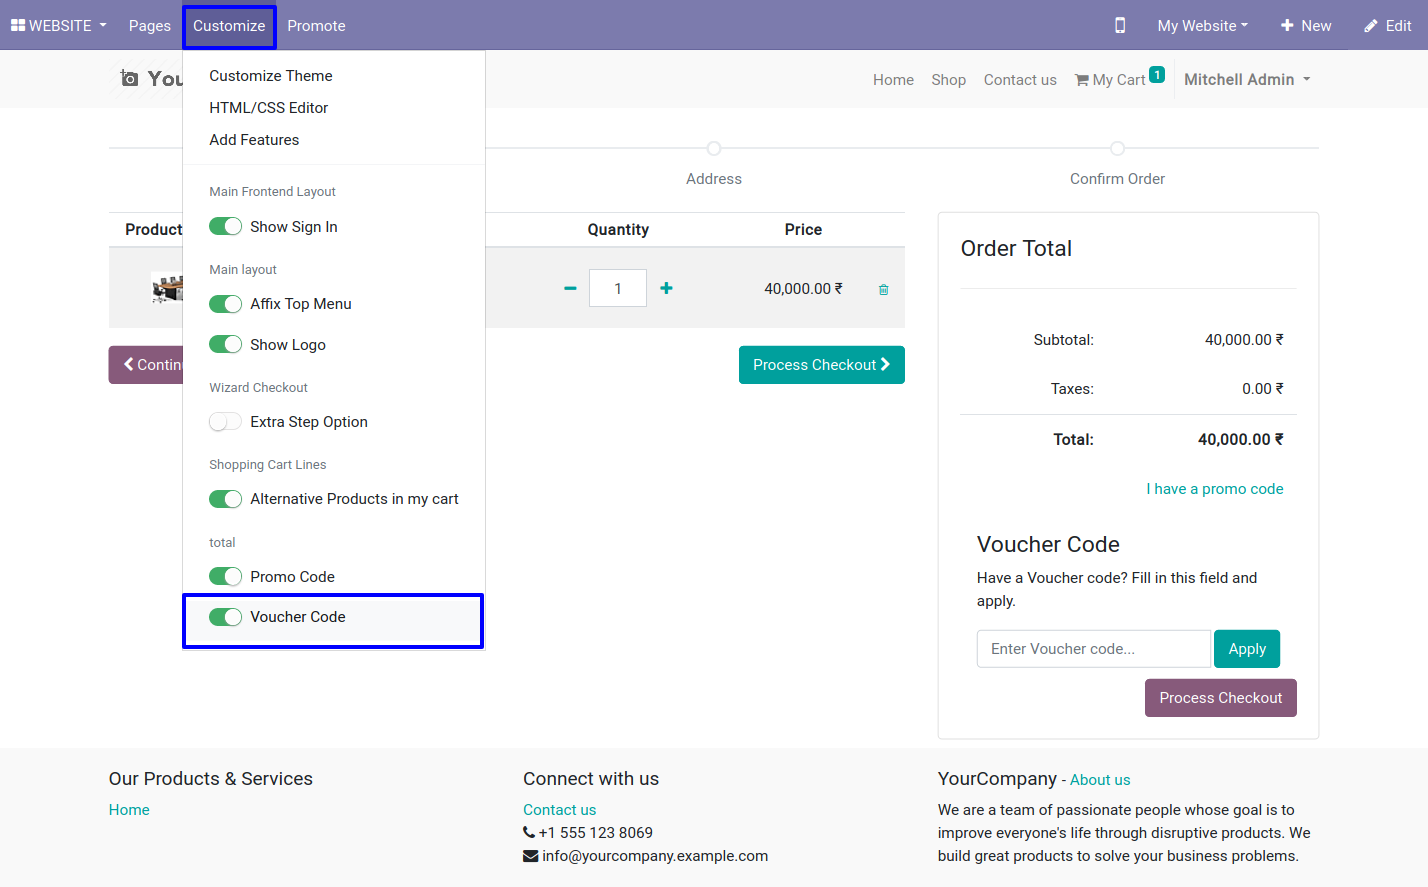 WEBSITE Pages Customize Promote My Website New Edit
Customize Theme
HTML/CSS Editor
Add Features
Main Frontend Layout
Show Sign In
Main layout
Affix Top Menu
Show Logo
Wizard Checkout
Extra Step Option
Shopping Cart Lines
Alternative Products in my cart
total
Promo Code
Voucher Code
You
Home Shop Contact us My Cart 1 Mitchell Admin
Address Confirm Order
Product Quantity Price
1 40,000.00 ₹
Contin
Process Checkout
Order Total
Subtotal: 40,000.00 ₹
Taxes: 0.00 ₹
Total: 40,000.00 ₹
I have a promo code
Voucher Code
Have a Voucher code? Fill in this field and
apply.
Enter Voucher code... Apply
Process Checkout
Our Products & Services
Home
Connect with us
Contact us
+1 555 123 8069
info@yourcompany.example.com
YourCompany - About us
We are a team of passionate people whose goal is to
improve everyone's life through disruptive products. We
build great products to solve your business problems.